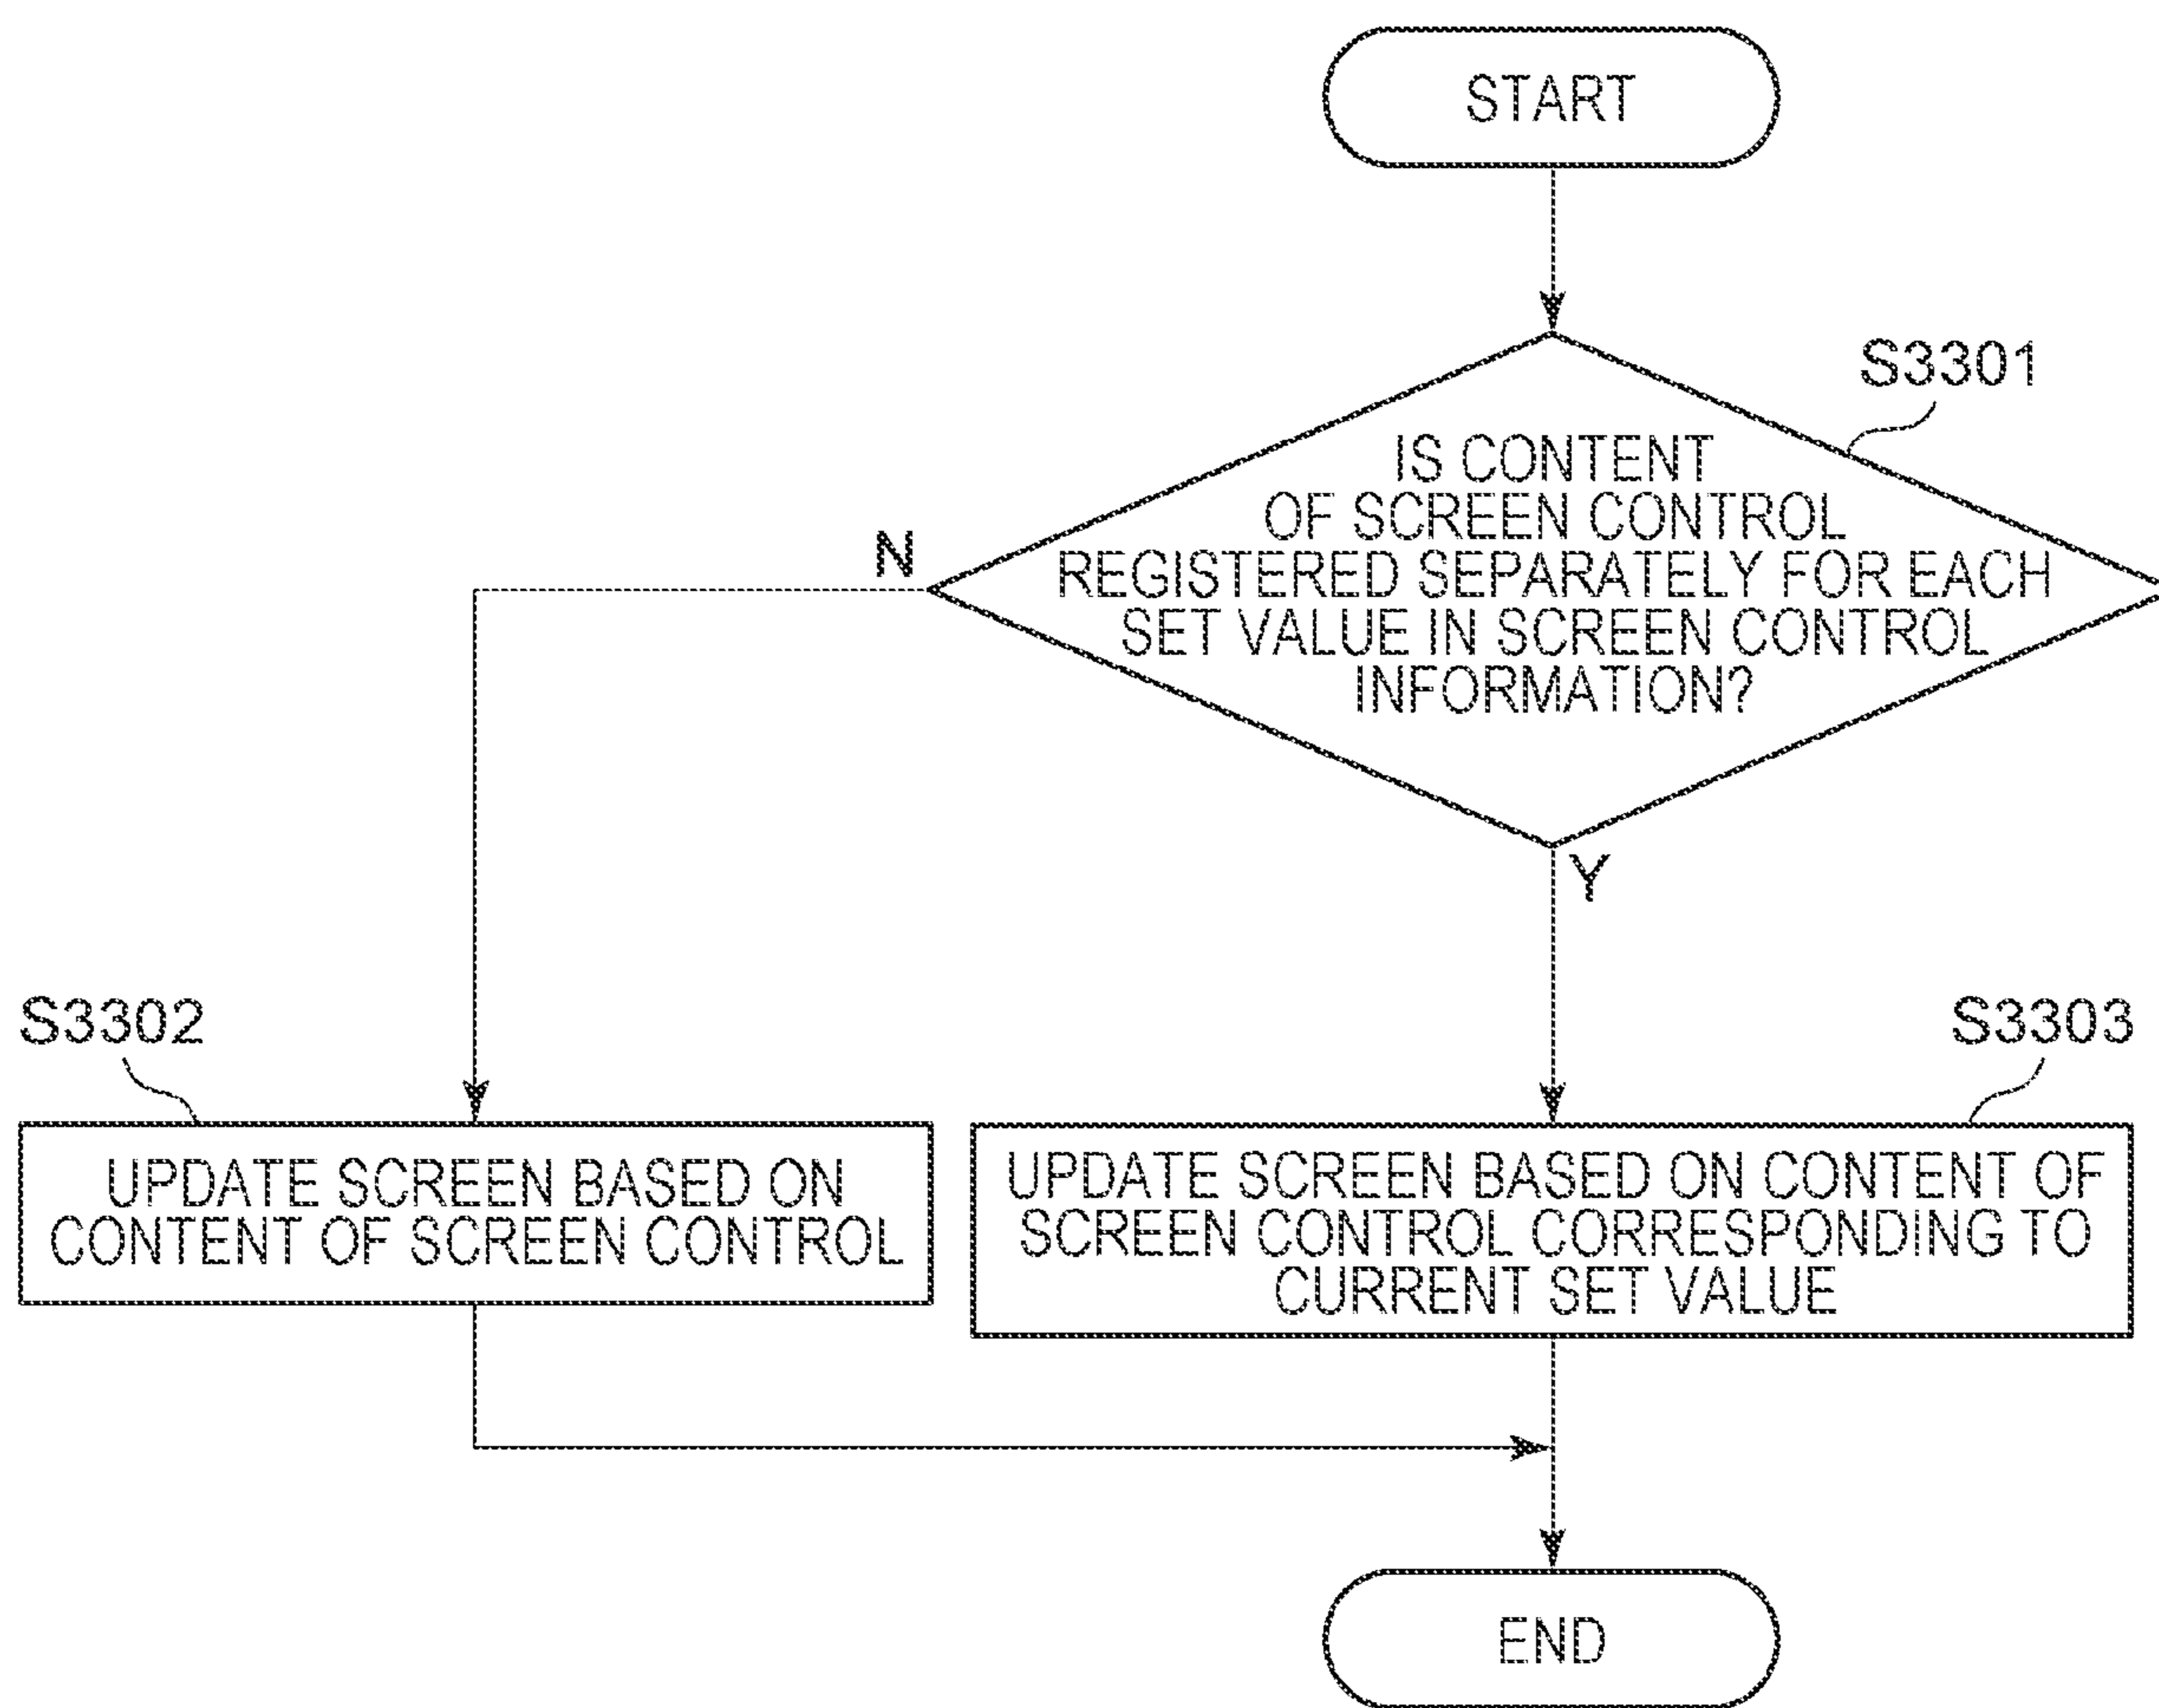 START
S3301
IS CONTENT
OF SCREEN CONTROL
REGISTERED SEPARATELY FOR EACH
SET VALUE IN SCREEN CONTROL
INFORMATION?
N
Y
S3302
UPDATE SCREEN BASED ON
CONTENT OF SCREEN CONTROL
S3303
UPDATE SCREEN BASED ON CONTENT OF
SCREEN CONTROL CORRESPONDING TO
CURRENT SET VALUE
END